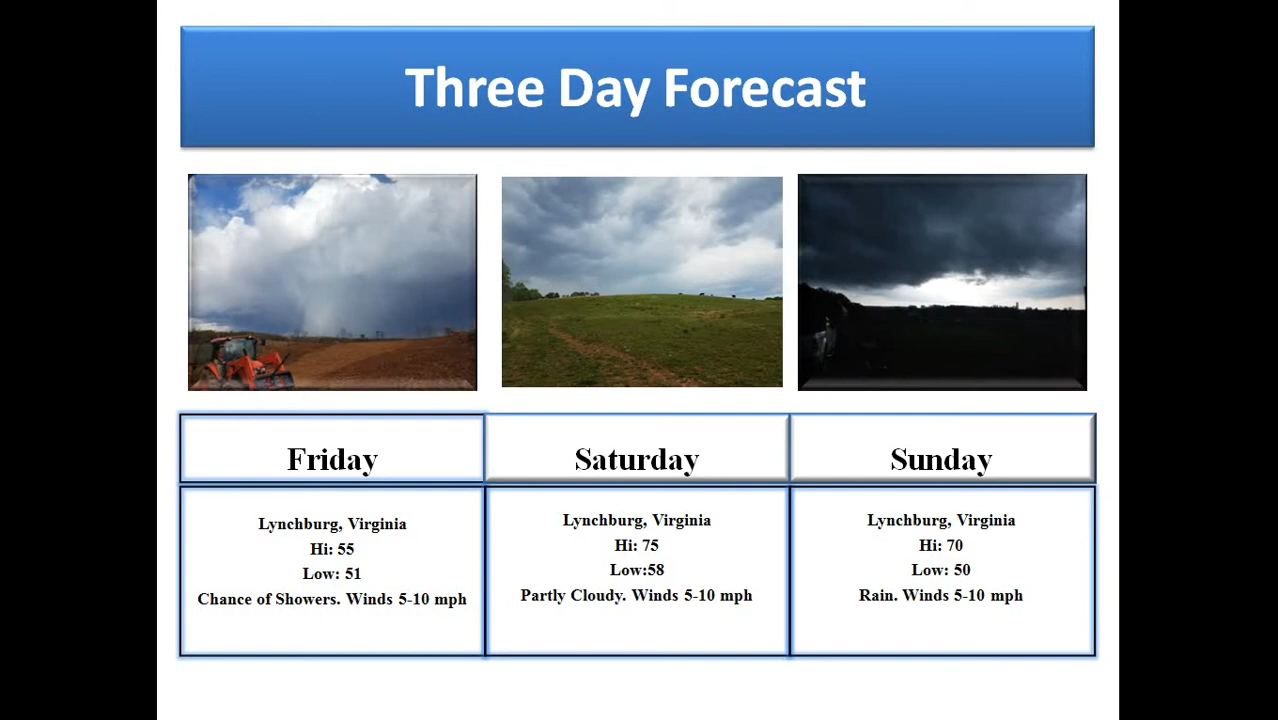 Three Day Forecast
Friday
Saturday
Sunday
Lynchburg, Virginia
Hi: 55
Low: 51
Chance of Showers. Winds 5-10 mph
Lynchburg, Virginia
Hi: 75
Low:58
Partly Cloudy. Winds 5-10 mph
Lynchburg, Virginia
Hi: 70
Low: 50
Rain. Winds 5-10 mph